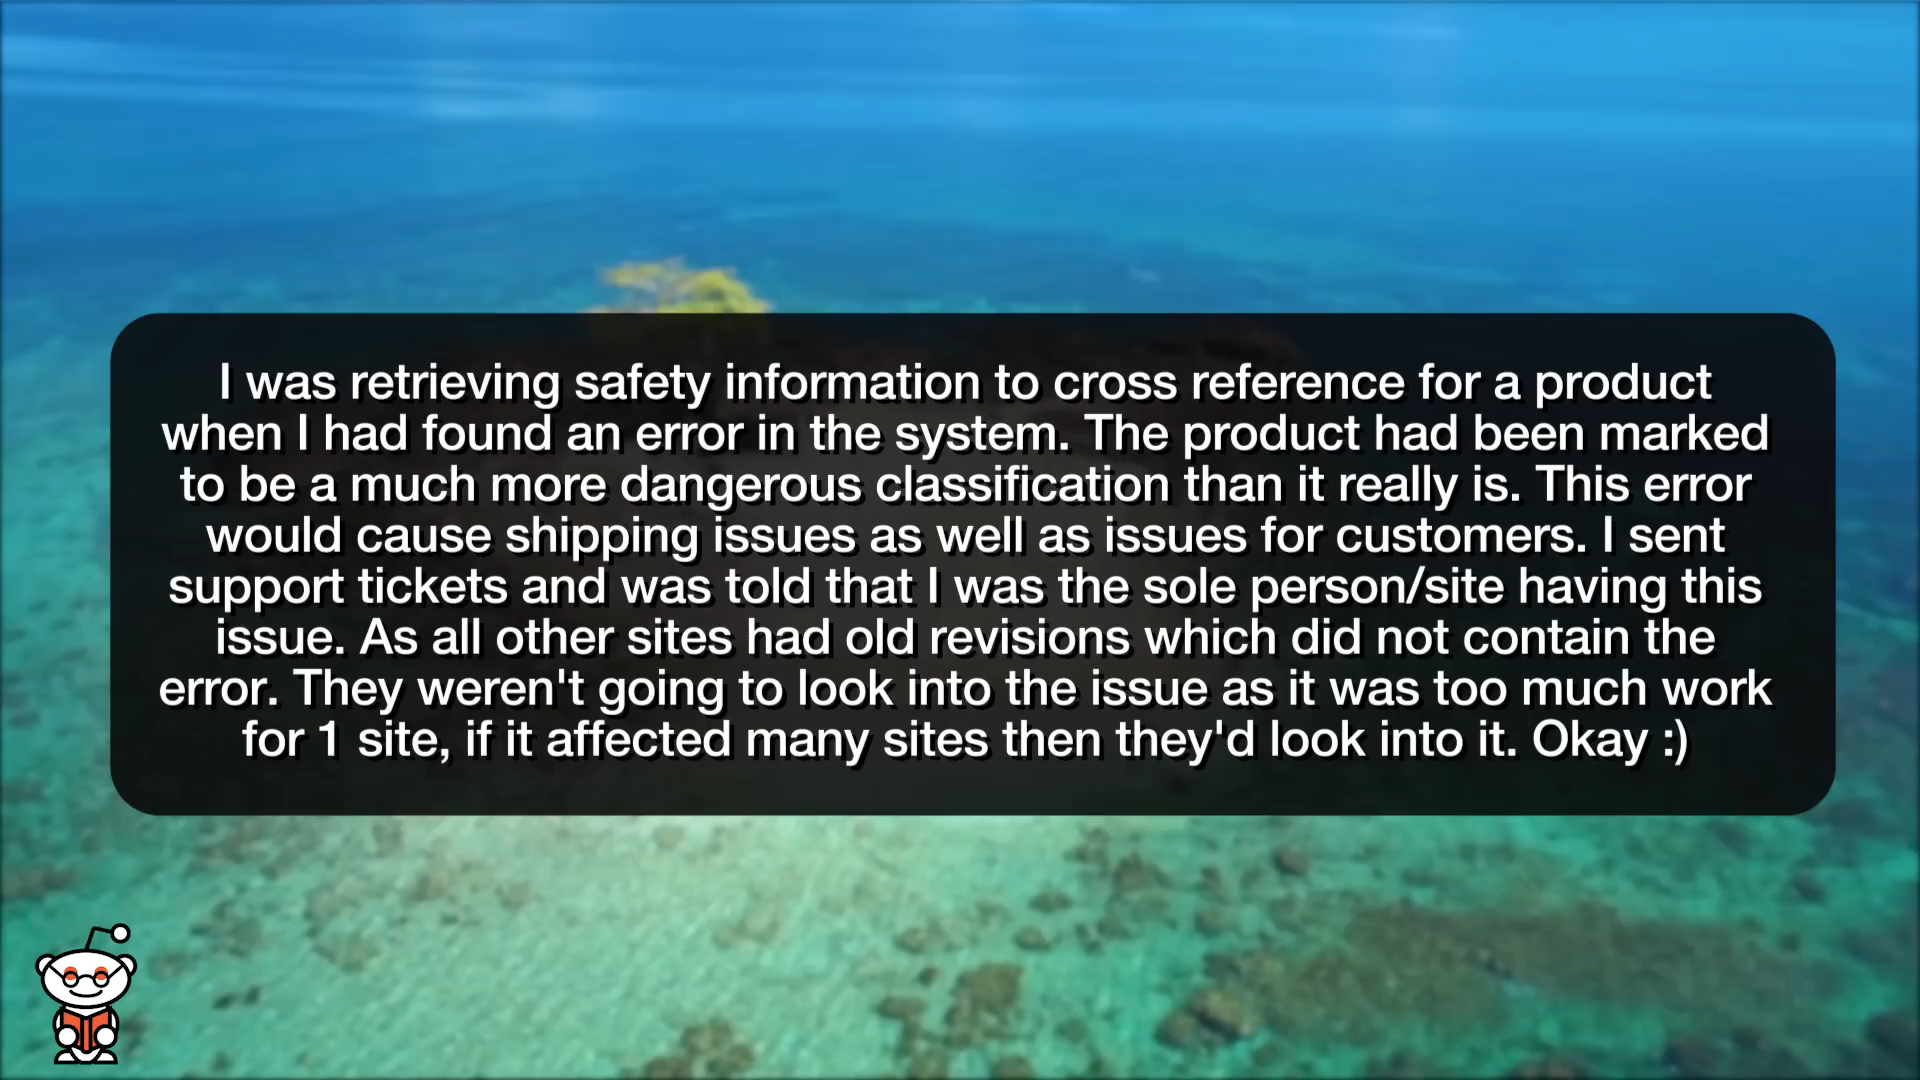 I was retrieving safety information to cross reference for a product
when I had found an error in the system. The product had been marked
to be a much more dangerous classification than it really is. This error
would cause shipping issues as well as issues for customers. I sent
support tickets and was told that I was the sole person/site having this
issue. As all other sites had old revisions which did not contain the
error. They weren't going to look into the issue as it was too much work
for 1 site, if it affected many sites then they'd look into it. Okay :)